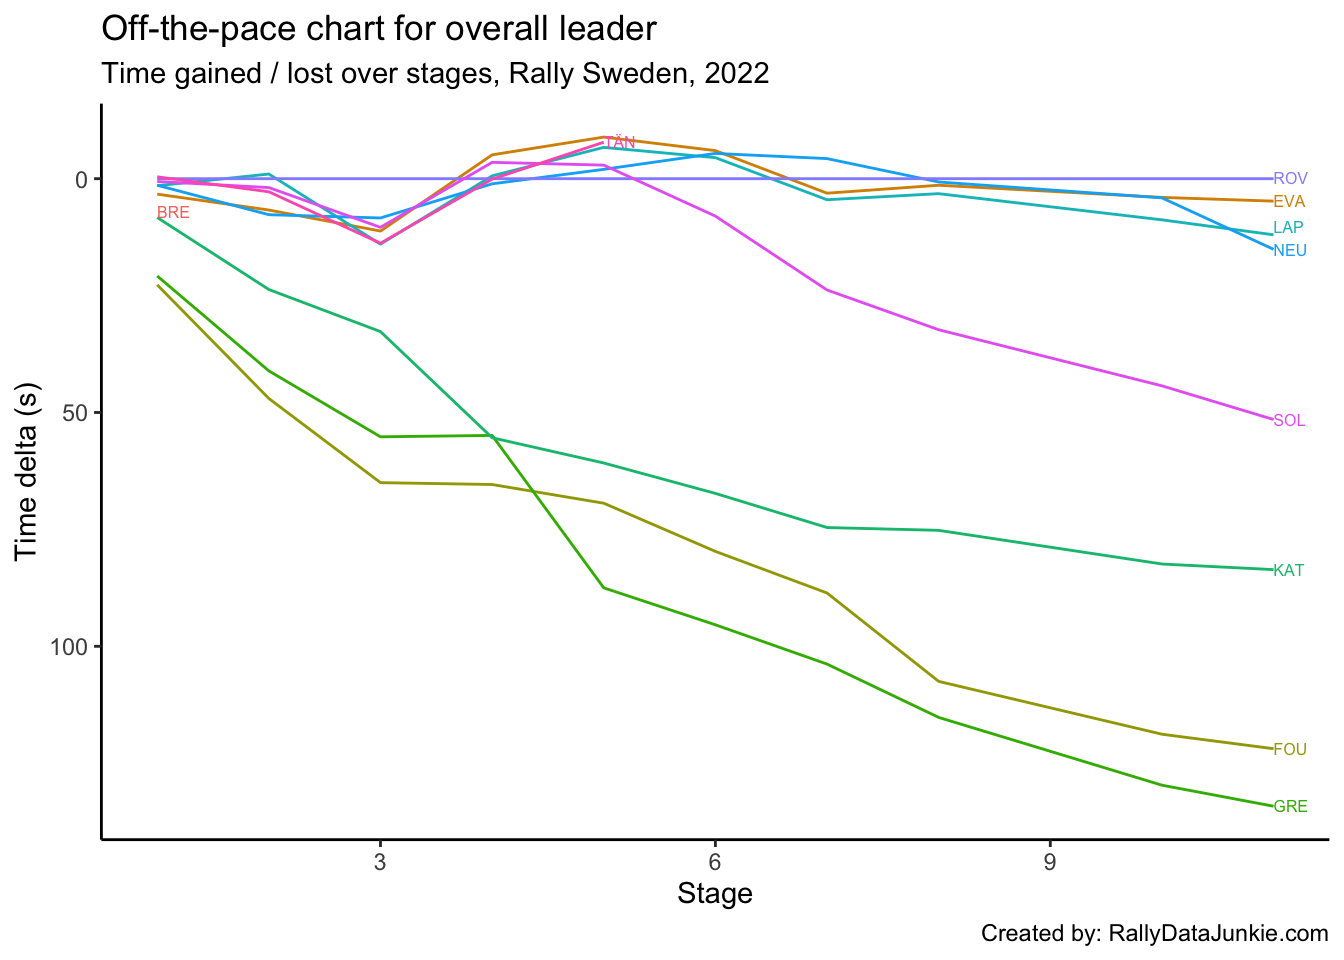 Off-the-pace chart for overall leader
Time gained / lost over stages, Rally Sweden, 2022
TÄN
0
ROV
EVA
BRE
LAP
NEU
50
SOL
KAT
100
FOU
GRE
Time delta (s)
3
6
9
Stage
Created by: RallyDataJunkie.com